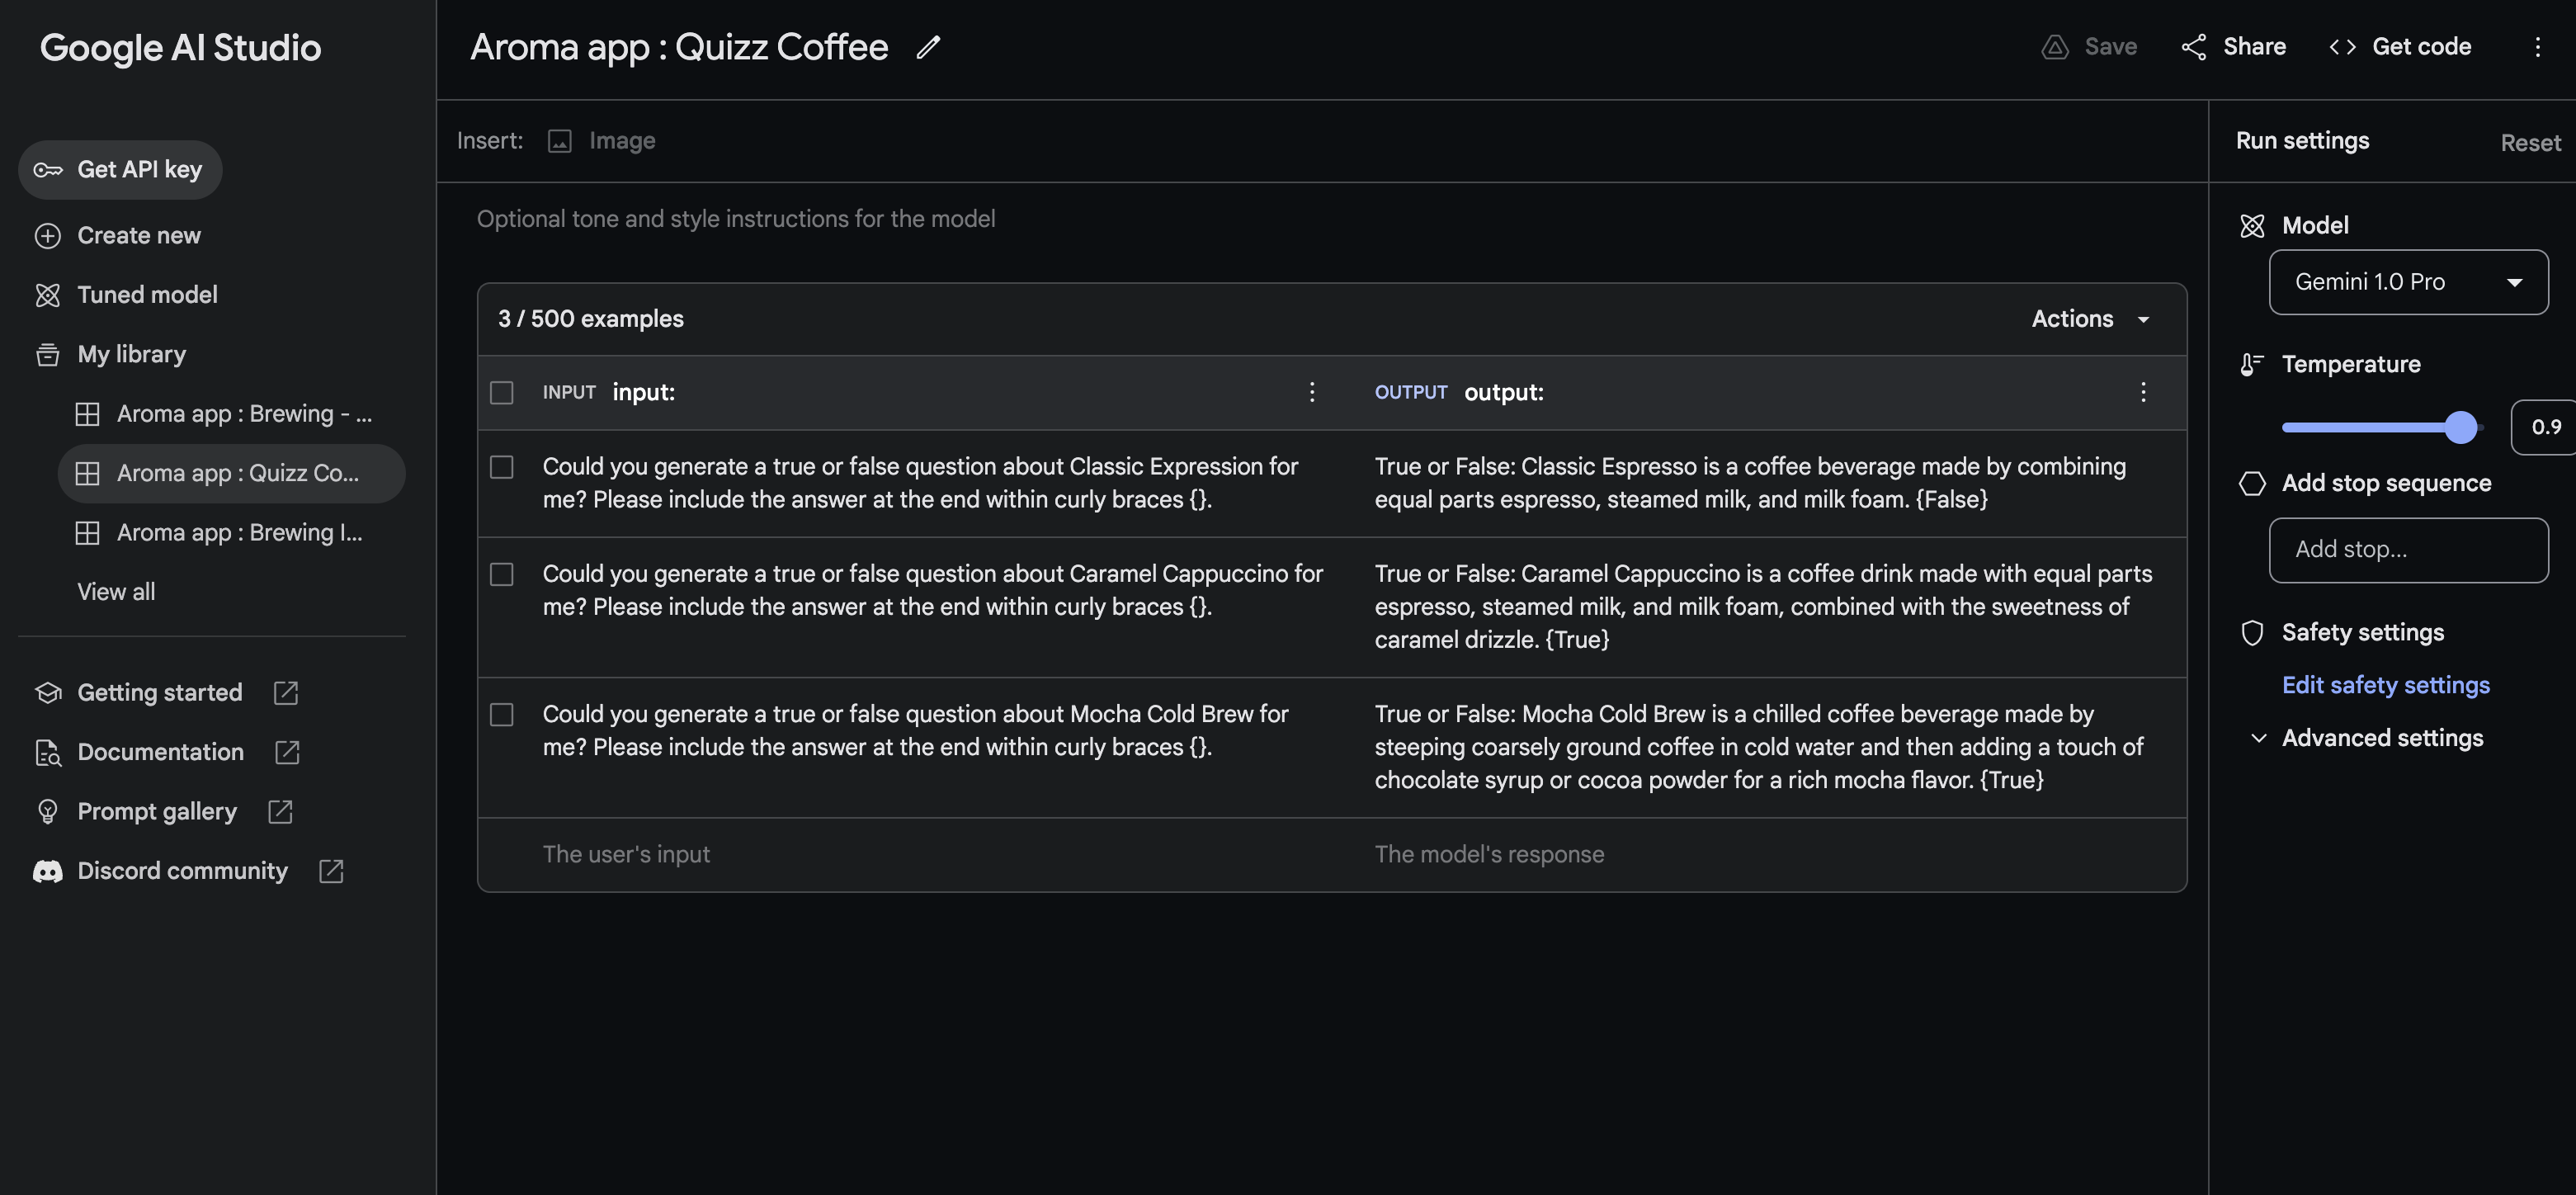 Google AI Studio
Get API key
Create new
Tuned model
My library
Aroma app : Brewing - ...
Aroma app : Quizz Co...
Aroma app : Brewing I...
View all
Getting started
Documentation
Prompt gallery
Discord community
Aroma app : Quizz Coffee
Save
Share
Get code
Insert:
Image
Optional tone and style instructions for the model
3 / 500 examples
Actions
INPUT input:
OUTPUT output:
Could you generate a true or false question about Classic Expression for
me? Please include the answer at the end within curly braces {}.
True or False: Classic Espresso is a coffee beverage made by combining
equal parts espresso, steamed milk, and milk foam. {False}
Could you generate a true or false question about Caramel Cappuccino for
me? Please include the answer at the end within curly braces {}.
True or False: Caramel Cappuccino is a coffee drink made with equal parts
espresso, steamed milk, and milk foam, combined with the sweetness of
caramel drizzle. {True}
Could you generate a true or false question about Mocha Cold Brew for
me? Please include the answer at the end within curly braces {}.
True or False: Mocha Cold Brew is a chilled coffee beverage made by
steeping coarsely ground coffee in cold water and then adding a touch of
chocolate syrup or cocoa powder for a rich mocha flavor. {True}
The user's input
The model's response
Run settings
Reset
Model
Gemini 1.0 Pro
Temperature
0.9
Add stop sequence
Add stop...
Safety settings
Edit safety settings
Advanced settings